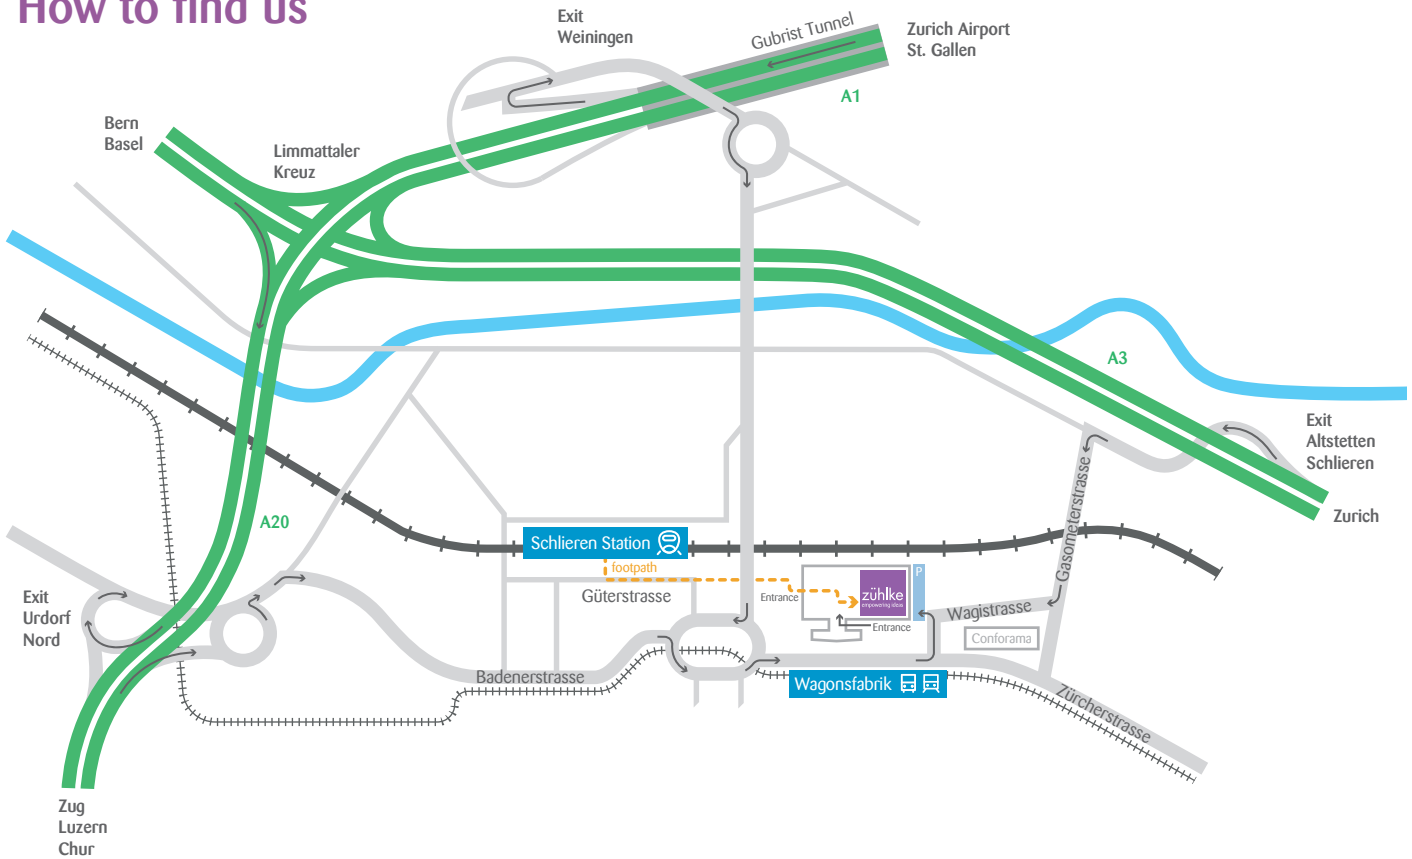 How to find us
Exit
Weiningen
Gubrist Tunnel
Zurich Airport
St. Gallen
A1
Bern
Basel
Limmattaler
Kreuz
A3
Exit
Altstetten
Schlieren
Zurich
A20
Gasometerstrasse
Schlieren Station
footpath
Güterstrasse
Entrance
zühlke
empowering ideas
P
Entrance
Wagistrasse
Conforama
Exit
Urdorf
Nord
Badenerstrasse
Wagonsfabrik
Zürcherstrasse
Zug
Luzern
Chur